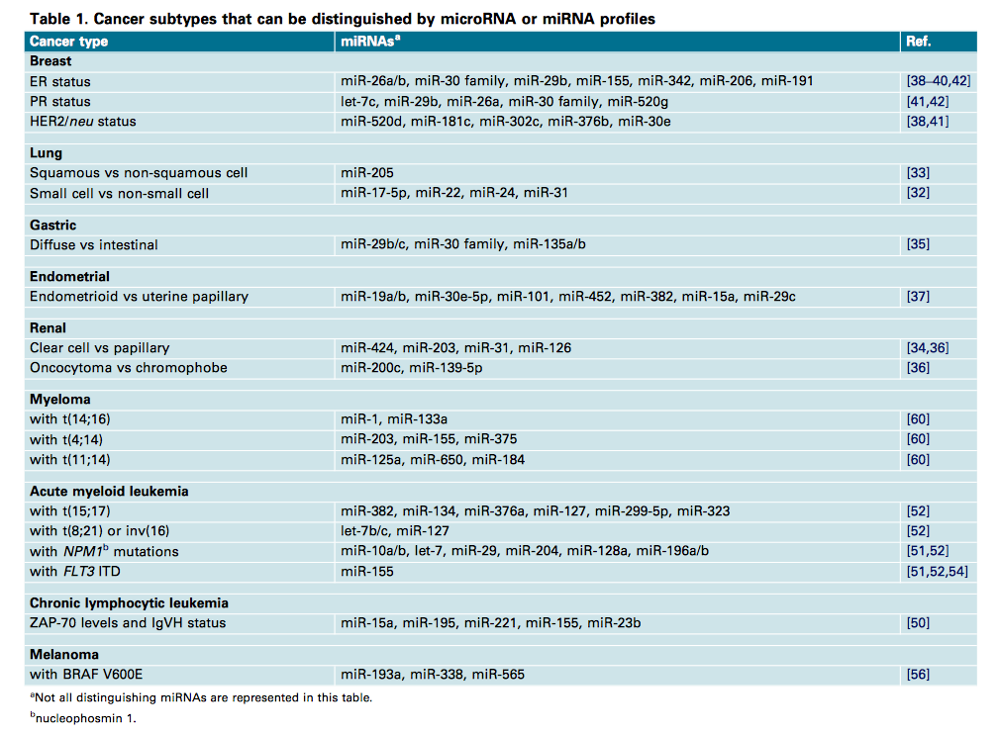 Table 1. Cancer subtypes that can be distinguished by microRNA or miRNA profiles
Cancer type miRNAsᵃ Ref.
Breast
ER status miR-26a/b, miR-30 family, miR-29b, miR-155, miR-342, miR-206, miR-191 [38–40,42]
PR status let-7c, miR-29b, miR-26a, miR-30 family, miR-520g [41,42]
HER2/neu status miR-520d, miR-181c, miR-302c, miR-376b, miR-30e [38,41]
Lung
Squamous vs non-squamous cell miR-205 [33]
Small cell vs non-small cell miR-17-5p, miR-22, miR-24, miR-31 [32]
Gastric
Diffuse vs intestinal miR-29b/c, miR-30 family, miR-135a/b [35]
Endometrial
Endometrioid vs uterine papillary miR-19a/b, miR-30e-5p, miR-101, miR-452, miR-382, miR-15a, miR-29c [37]
Renal
Clear cell vs papillary miR-424, miR-203, miR-31, miR-126 [34,36]
Oncocytoma vs chromophobe miR-200c, miR-139-5p [36]
Myeloma
with t(14;16) miR-1, miR-133a [60]
with t(4;14) miR-203, miR-155, miR-375 [60]
with t(11;14) miR-125a, miR-650, miR-184 [60]
Acute myeloid leukemia
with t(15;17) miR-382, miR-134, miR-376a, miR-127, miR-299-5p, miR-323 [52]
with t(8;21) or inv(16) let-7b/c, miR-127 [52]
with NPM1ᵇ mutations miR-10a/b, let-7, miR-29, miR-204, miR-128a, miR-196a/b [51,52]
with FLT3 ITD miR-155 [51,52,54]
Chronic lymphocytic leukemia
ZAP-70 levels and IgVH status miR-15a, miR-195, miR-221, miR-155, miR-23b [50]
Melanoma
with BRAF V600E miR-193a, miR-338, miR-565 [56]
ᵃNot all distinguishing miRNAs are represented in this table.
ᵇnucleophosmin 1.